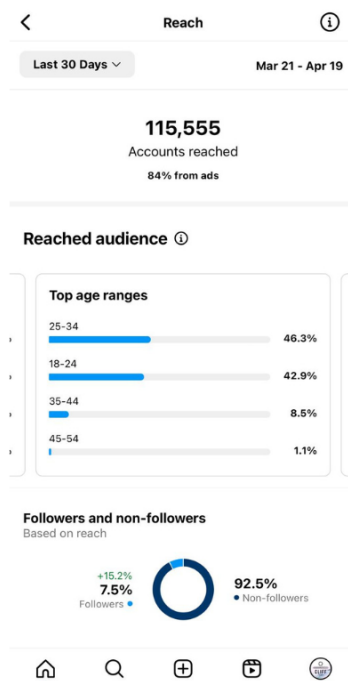 Reach
Last 30 Days
Mar 21 - Apr 19
115,555
Accounts reached
84% from ads
Reached audience
Top age ranges
25-34
46.3%
18-24
42.9%
35-44
8.5%
45-54
1.1%
Followers and non-followers
Based on reach
+15.2%
7.5%
Followers
92.5%
Non-followers